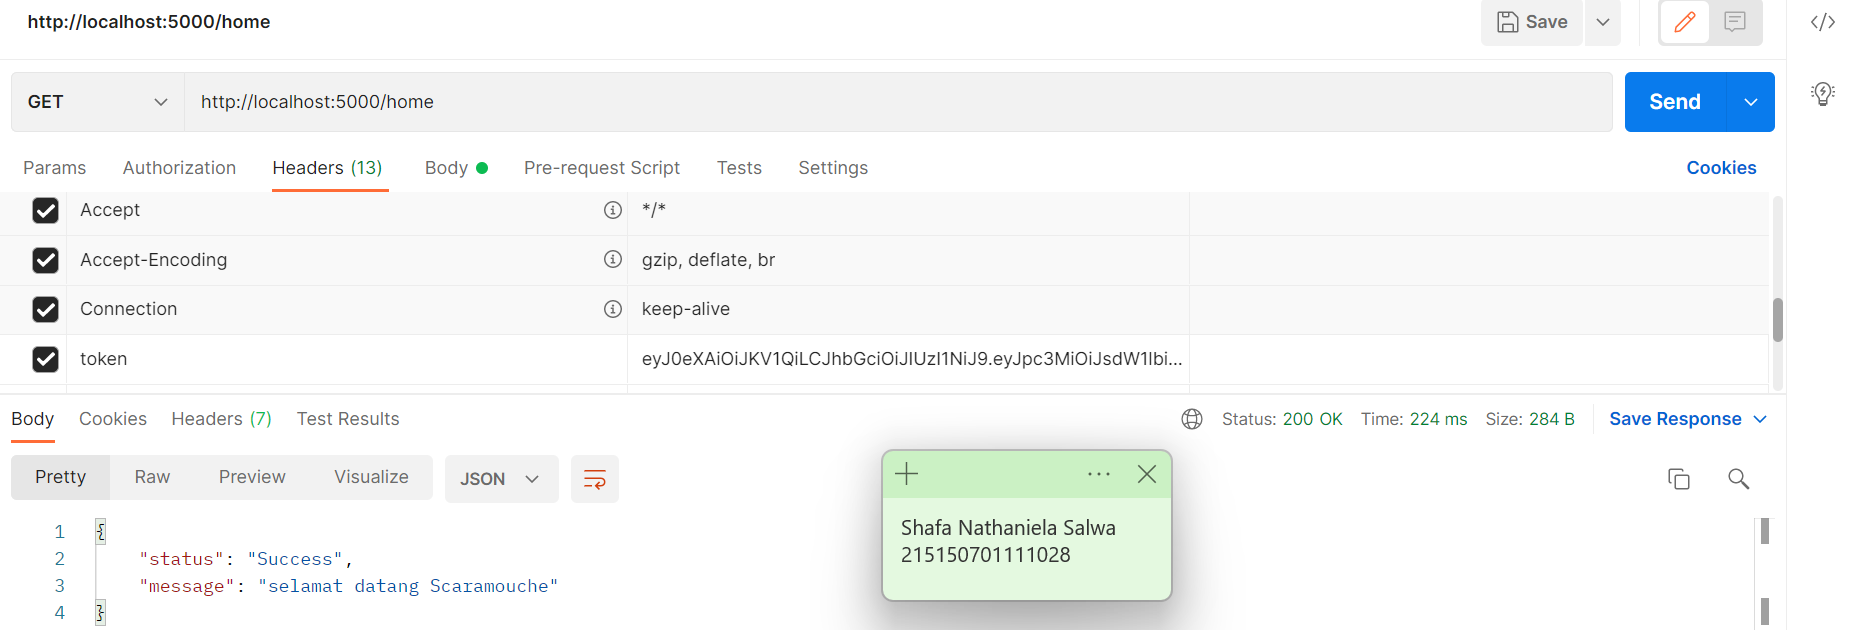 http://localhost:5000/home
Save
GET http://localhost:5000/home Send
Params Authorization Headers (13) Body Pre-request Script Tests Settings Cookies
Accept */*
Accept-Encoding gzip, deflate, br
Connection keep-alive
token eyJ0eXAiOiJKV1QiLCJhbGciOiJIUzI1NiJ9.eyJpc3MiOiJsdW1lbi...
Body Cookies Headers (7) Test Results Status: 200 OK Time: 224 ms Size: 284 B Save Response
Pretty Raw Preview Visualize JSON
1 {
2 "status": "Success",
3 "message": "selamat datang Scaramouche"
4 }
Shafa Nathaniela Salwa
215150701111028